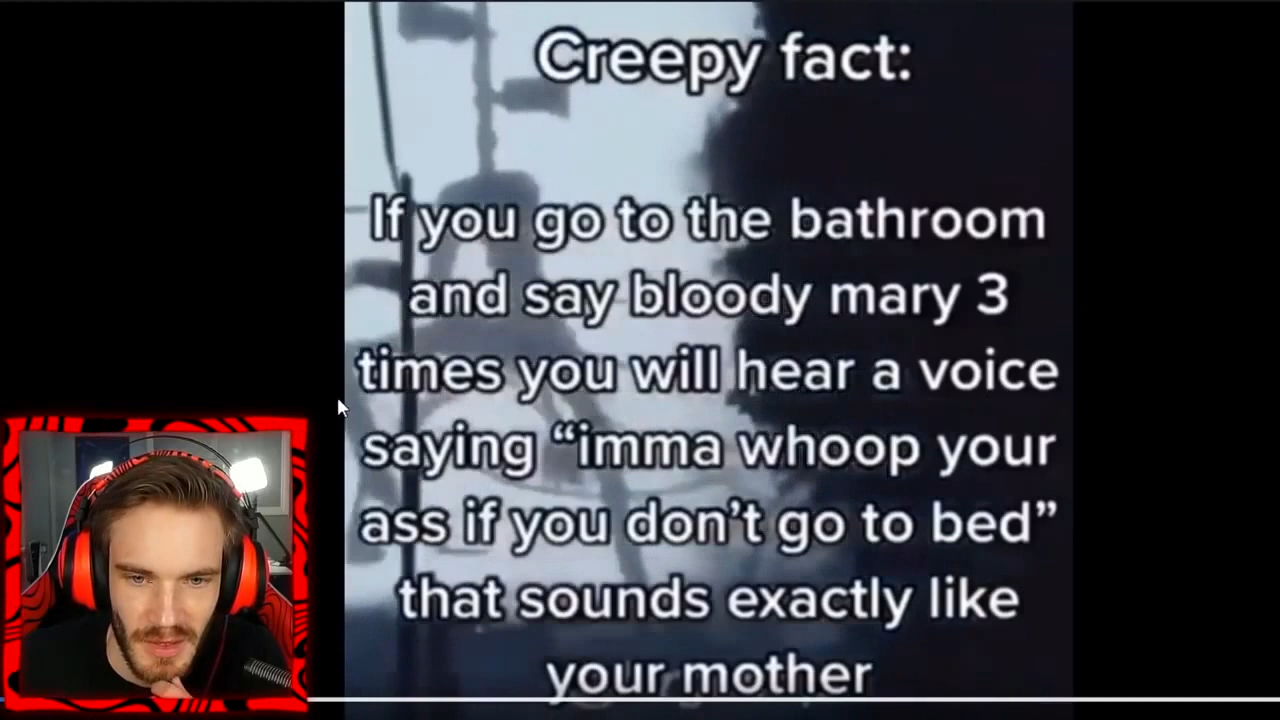 Creepy fact:
If you go to the bathroom
and say bloody mary 3
times you will hear a voice
saying “imma whoop your
ass if you don’t go to bed”
that sounds exactly like
your mother